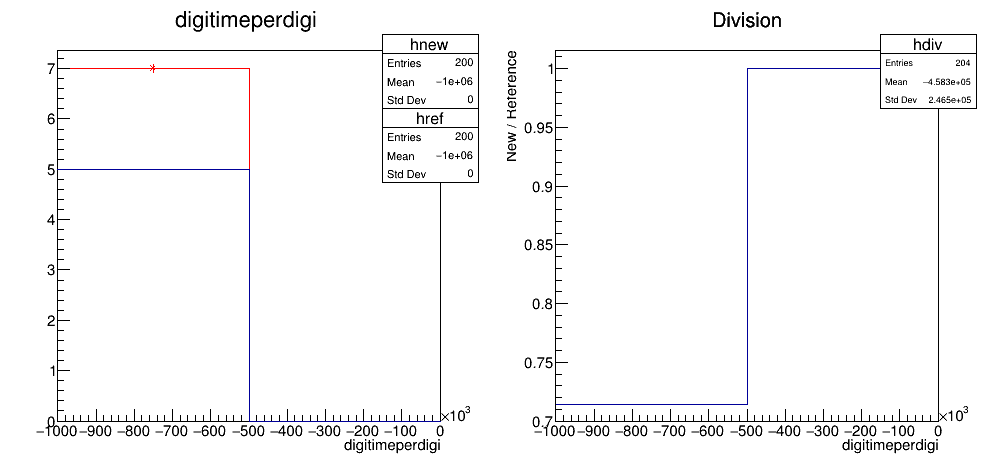 digitimeperdigi
hnew
Entries 200
Mean −1e+06
Std Dev 0
href
Entries 200
Mean −1e+06
Std Dev 0
7
6
5
4
3
2
1
0
−1000 −900 −800 −700 −600 −500 −400 −300 −200 −100 0
×10³
digitimeperdigi
Division
hdiv
Entries 204
Mean −4.583e+05
Std Dev 2.465e+05
New / Reference
1
0.95
0.9
0.85
0.8
0.75
0.7
−1000 −900 −800 −700 −600 −500 −400 −300 −200 −100 0
×10³
digitimeperdigi